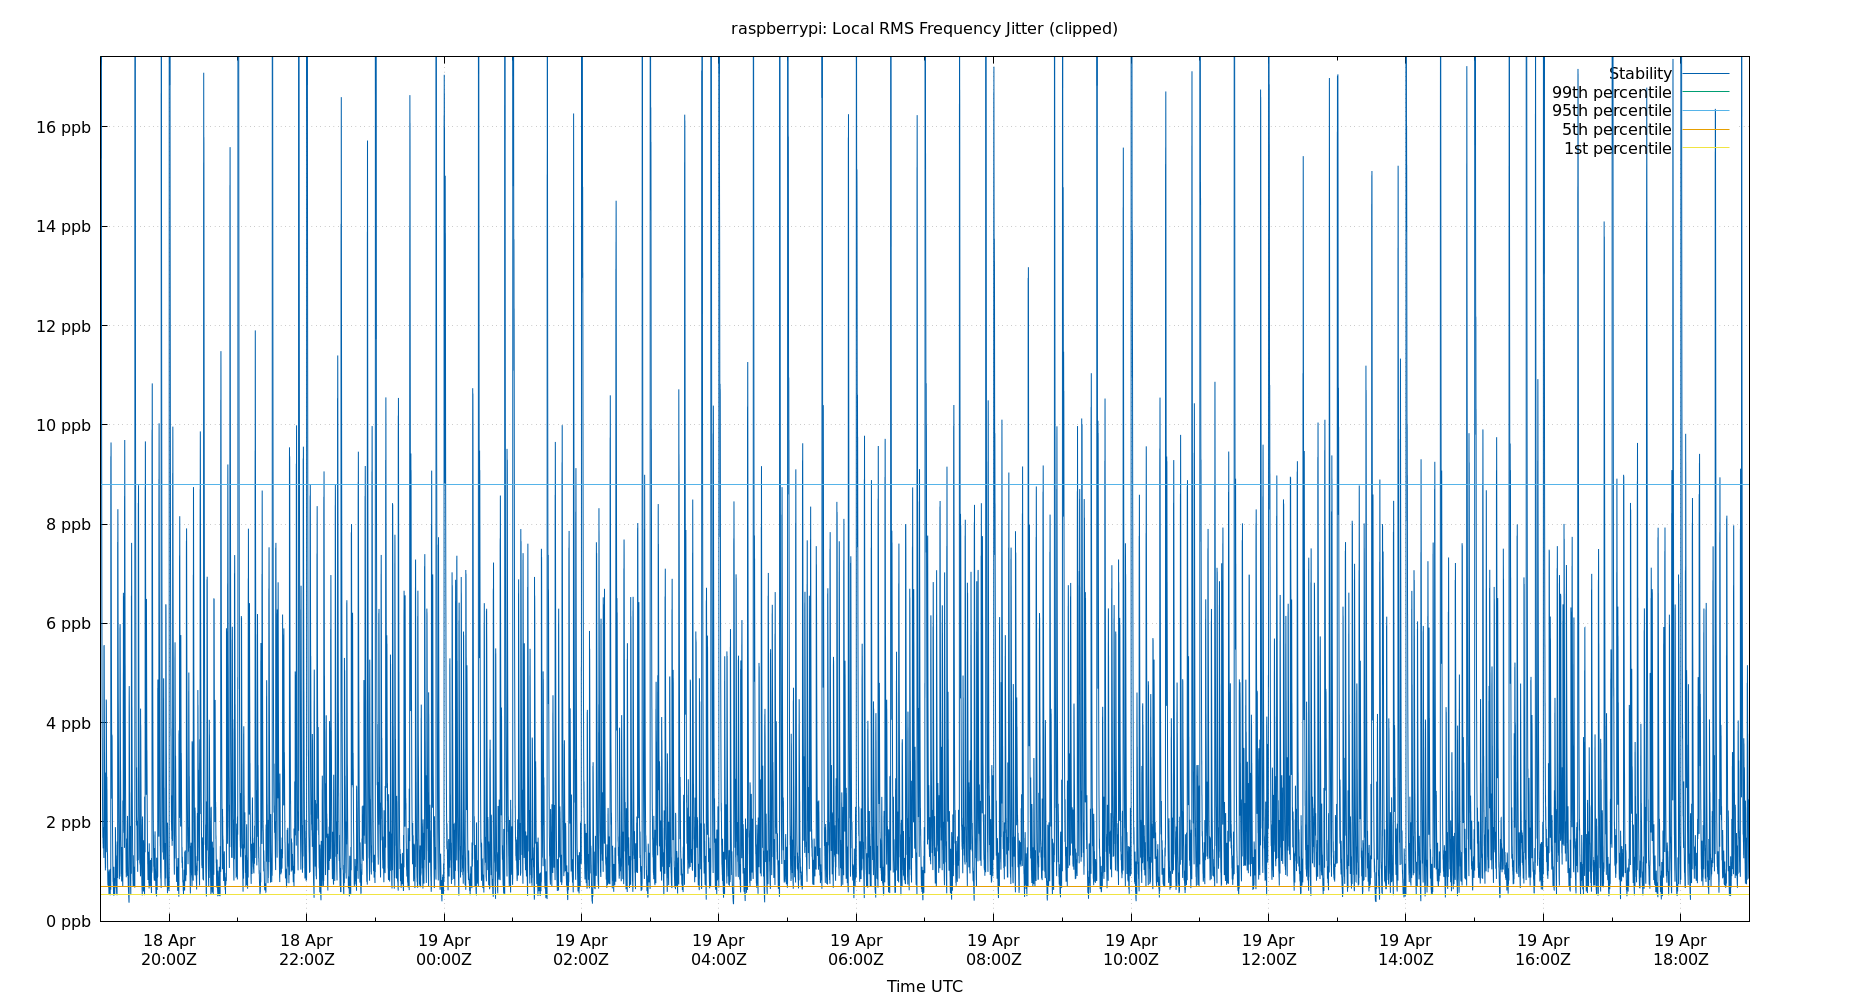 raspberrypi: Local RMS Frequency Jitter (clipped)
Stability
99th percentile
95th percentile
5th percentile
1st percentile
16 ppb
14 ppb
12 ppb
10 ppb
8 ppb
6 ppb
4 ppb
2 ppb
0 ppb
18 Apr 18 Apr 19 Apr 19 Apr 19 Apr 19 Apr 19 Apr 19 Apr 19 Apr 19 Apr 19 Apr 19 Apr
20:00Z 22:00Z 00:00Z 02:00Z 04:00Z 06:00Z 08:00Z 10:00Z 12:00Z 14:00Z 16:00Z 18:00Z
Time UTC